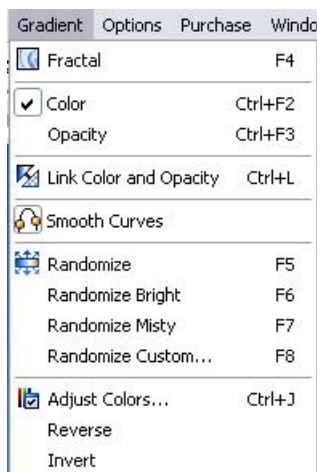 Gradient Options Purchase Windo
Fractal F4
Color Ctrl+F2
Opacity Ctrl+F3
Link Color and Opacity Ctrl+L
Smooth Curves
Randomize F5
Randomize Bright F6
Randomize Misty F7
Randomize Custom... F8
Adjust Colors... Ctrl+J
Reverse
Invert